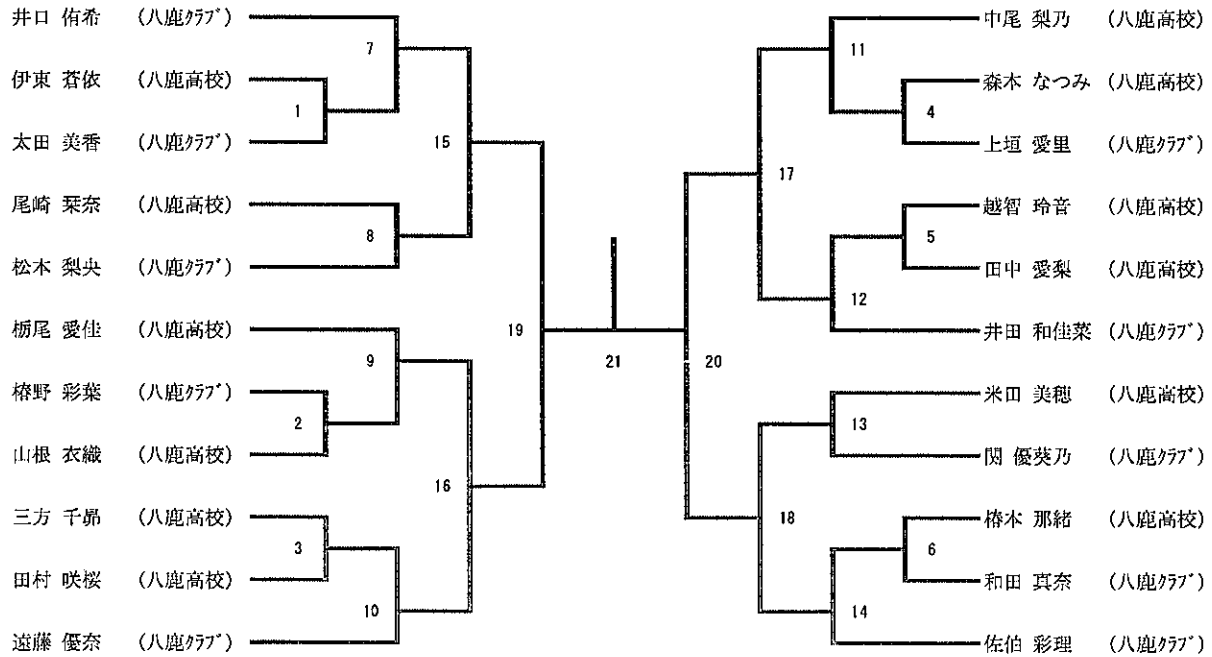 井口 侑希 (八鹿クラブ)
伊東 蒼依 (八鹿高校)
太田 美香 (八鹿クラブ)
尾崎 栞奈 (八鹿高校)
松木 梨央 (八鹿クラブ)
栃尾 愛佳 (八鹿高校)
椿野 彩葉 (八鹿クラブ)
山根 衣織 (八鹿高校)
三方 千昴 (八鹿高校)
田村 咲桜 (八鹿高校)
遠藤 優奈 (八鹿クラブ)
7
1
15
8
19
9
2
16
3
10
21
中尾 梨乃 (八鹿高校)
森木 なつみ (八鹿高校)
上垣 愛里 (八鹿クラブ)
越智 玲音 (八鹿高校)
田中 愛梨 (八鹿高校)
井田 和佳菜 (八鹿クラブ)
米田 美穂 (八鹿高校)
関 優葵乃 (八鹿クラブ)
椿木 那緒 (八鹿高校)
和田 真奈 (八鹿クラブ)
佐伯 彩理 (八鹿クラブ)
11
4
17
5
12
20
13
18
6
14